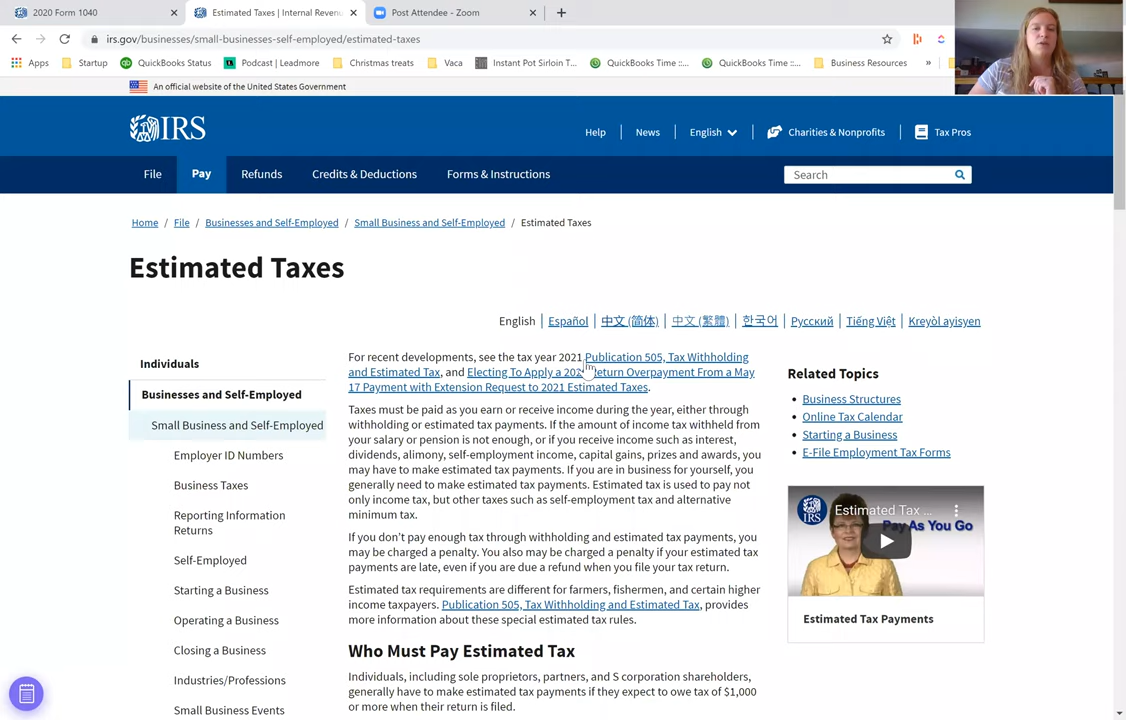 2020 Form 1040
Estimated Taxes | Internal Revenu
Post Attendee - Zoom
irs.gov/businesses/small-businesses-self-employed/estimated-taxes
Apps
Startup
QuickBooks Status
Podcast | Leadmore
Christmas treats
Vaca
Instant Pot Sirloin T...
QuickBooks Time ::...
QuickBooks Time ::...
Business Resources
»
An official website of the United States Government
IRS
Help
News
English
Charities & Nonprofits
Tax Pros
File
Pay
Refunds
Credits & Deductions
Forms & Instructions
Search
Home / File / Businesses and Self-Employed / Small Business and Self-Employed / Estimated Taxes
Estimated Taxes
English | Español | 中文 (简体) | 中文 (繁體) | 한국어 | Русский | Tiếng Việt | Kreyòl ayisyen
Individuals
Businesses and Self-Employed
Small Business and Self-Employed
Employer ID Numbers
Business Taxes
Reporting Information
Returns
Self-Employed
Starting a Business
Operating a Business
Closing a Business
Industries/Professions
Small Business Events
For recent developments, see the tax year 2021 Publication 505, Tax Withholding
and Estimated Tax, and Electing To Apply a 202 Return Overpayment From a May
17 Payment with Extension Request to 2021 Estimated Taxes.
Taxes must be paid as you earn or receive income during the year, either through
withholding or estimated tax payments. If the amount of income tax withheld from
your salary or pension is not enough, or if you receive income such as interest,
dividends, alimony, self-employment income, capital gains, prizes and awards, you
may have to make estimated tax payments. If you are in business for yourself, you
generally need to make estimated tax payments. Estimated tax is used to pay not
only income tax, but other taxes such as self-employment tax and alternative
minimum tax.
If you don't pay enough tax through withholding and estimated tax payments, you
may be charged a penalty. You also may be charged a penalty if your estimated tax
payments are late, even if you are due a refund when you file your tax return.
Estimated tax requirements are different for farmers, fishermen, and certain higher
income taxpayers. Publication 505, Tax Withholding and Estimated Tax, provides
more information about these special estimated tax rules.
Who Must Pay Estimated Tax
Individuals, including sole proprietors, partners, and S corporation shareholders,
generally have to make estimated tax payments if they expect to owe tax of $1,000
or more when their return is filed.
Related Topics
Business Structures
Online Tax Calendar
Starting a Business
E-File Employment Tax Forms
IRS
Estimated Tax ...
Pay As You Go
Estimated Tax Payments